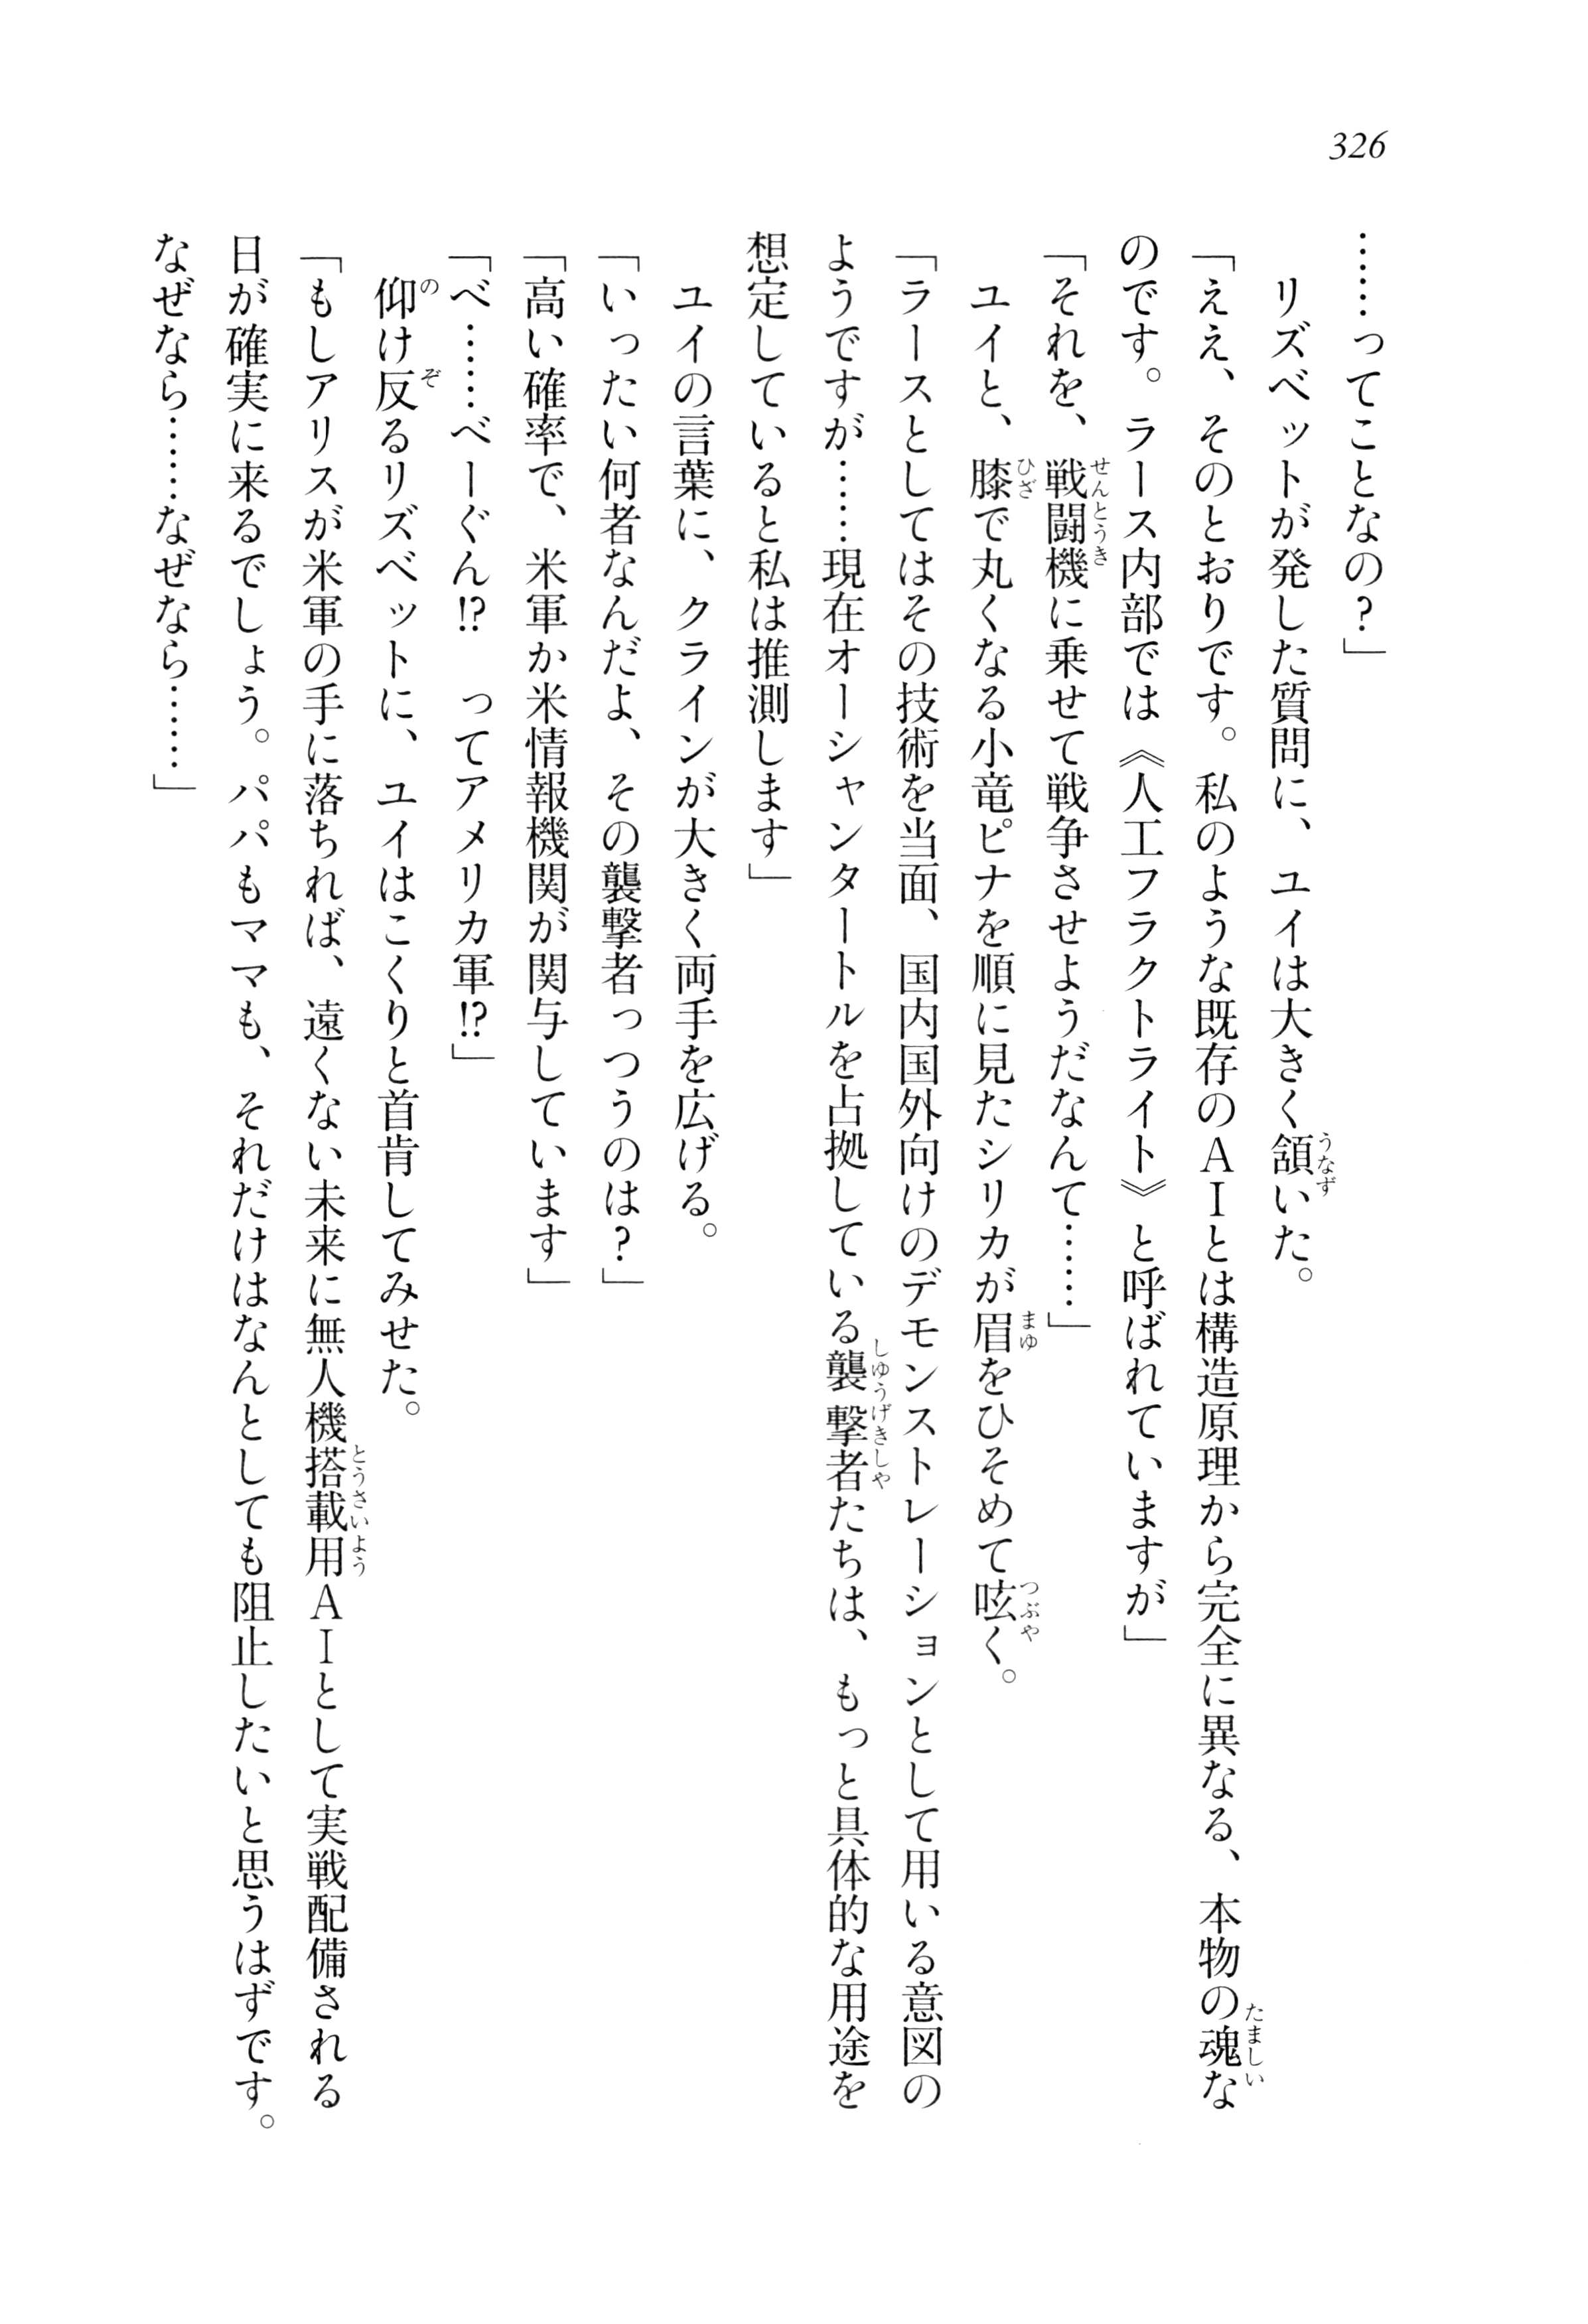 326
……ってことなの？」
　リズベットが発した質問に、ユイは大きく頷いた。
「ええ、そのとおりです。私のような既存のＡＩとは構造原理から完全に異なる、本物の魂な
のです。ラース内部では《人工フラクトライト》と呼ばれていますが」
「それを、戦闘機に乗せて戦争させようだなんて……」
　ユイと、膝で丸くなる小竜ピナを順に見たシリカが眉をひそめて呟く。
「ラースとしてはその技術を当面、国内国外向けのデモンストレーションとして用いる意図の
ようですが……現在オーシャンタートルを占拠している襲撃者たちは、もっと具体的な用途を
想定していると私は推測します」
　ユイの言葉に、クラインが大きく両手を広げる。
「いったい何者なんだよ、その襲撃者っつうのは？」
「高い確率で、米軍か米情報機関が関与しています」
「べ……べーぐん!?　ってアメリカ軍!?」
　仰け反るリズベットに、ユイはこくりと首肯してみせた。
「もしアリスが米軍の手に落ちれば、遠くない未来に無人機搭載用ＡＩとして実戦配備される
日が確実に来るでしょう。パパもママも、それだけはなんとしても阻止したいと思うはずです。
なぜなら……なぜなら……」